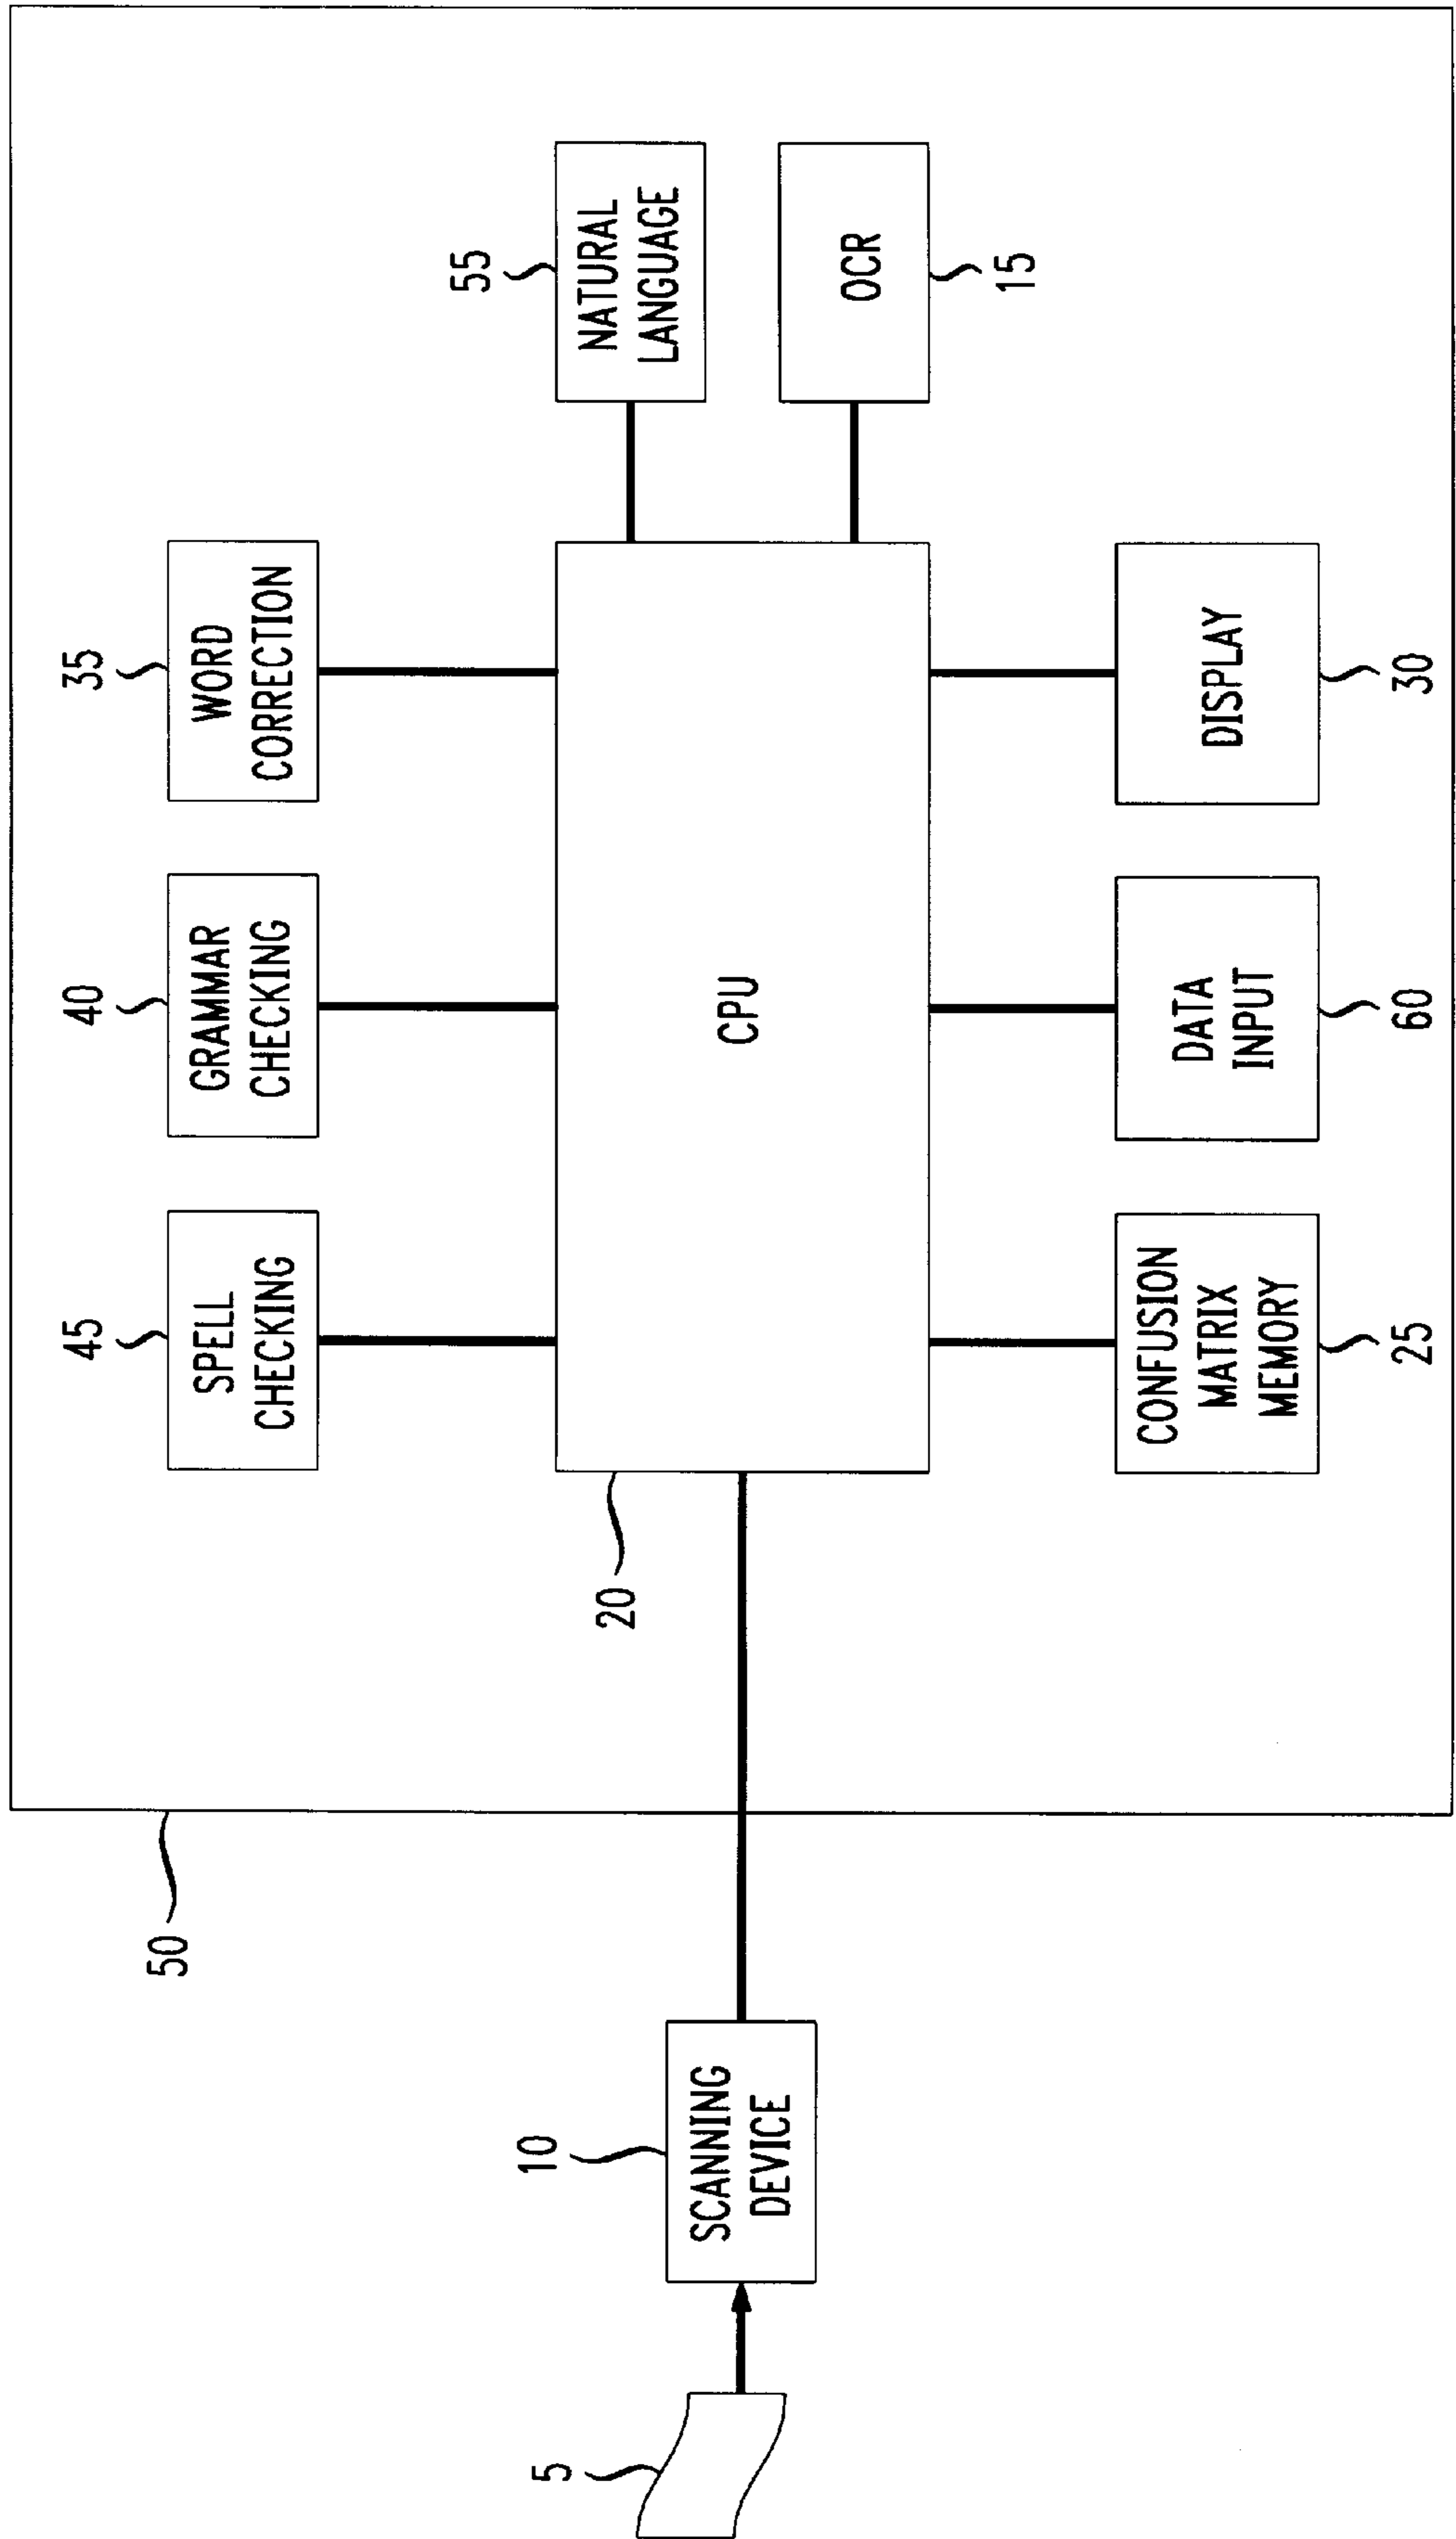 50
45
SPELL
CHECKING
40
GRAMMAR
CHECKING
35
WORD
CORRECTION
5
10
SCANNING
DEVICE
20
CPU
55
NATURAL
LANGUAGE
OCR
15
CONFUSION
MATRIX
MEMORY
25
DATA
INPUT
60
DISPLAY
30